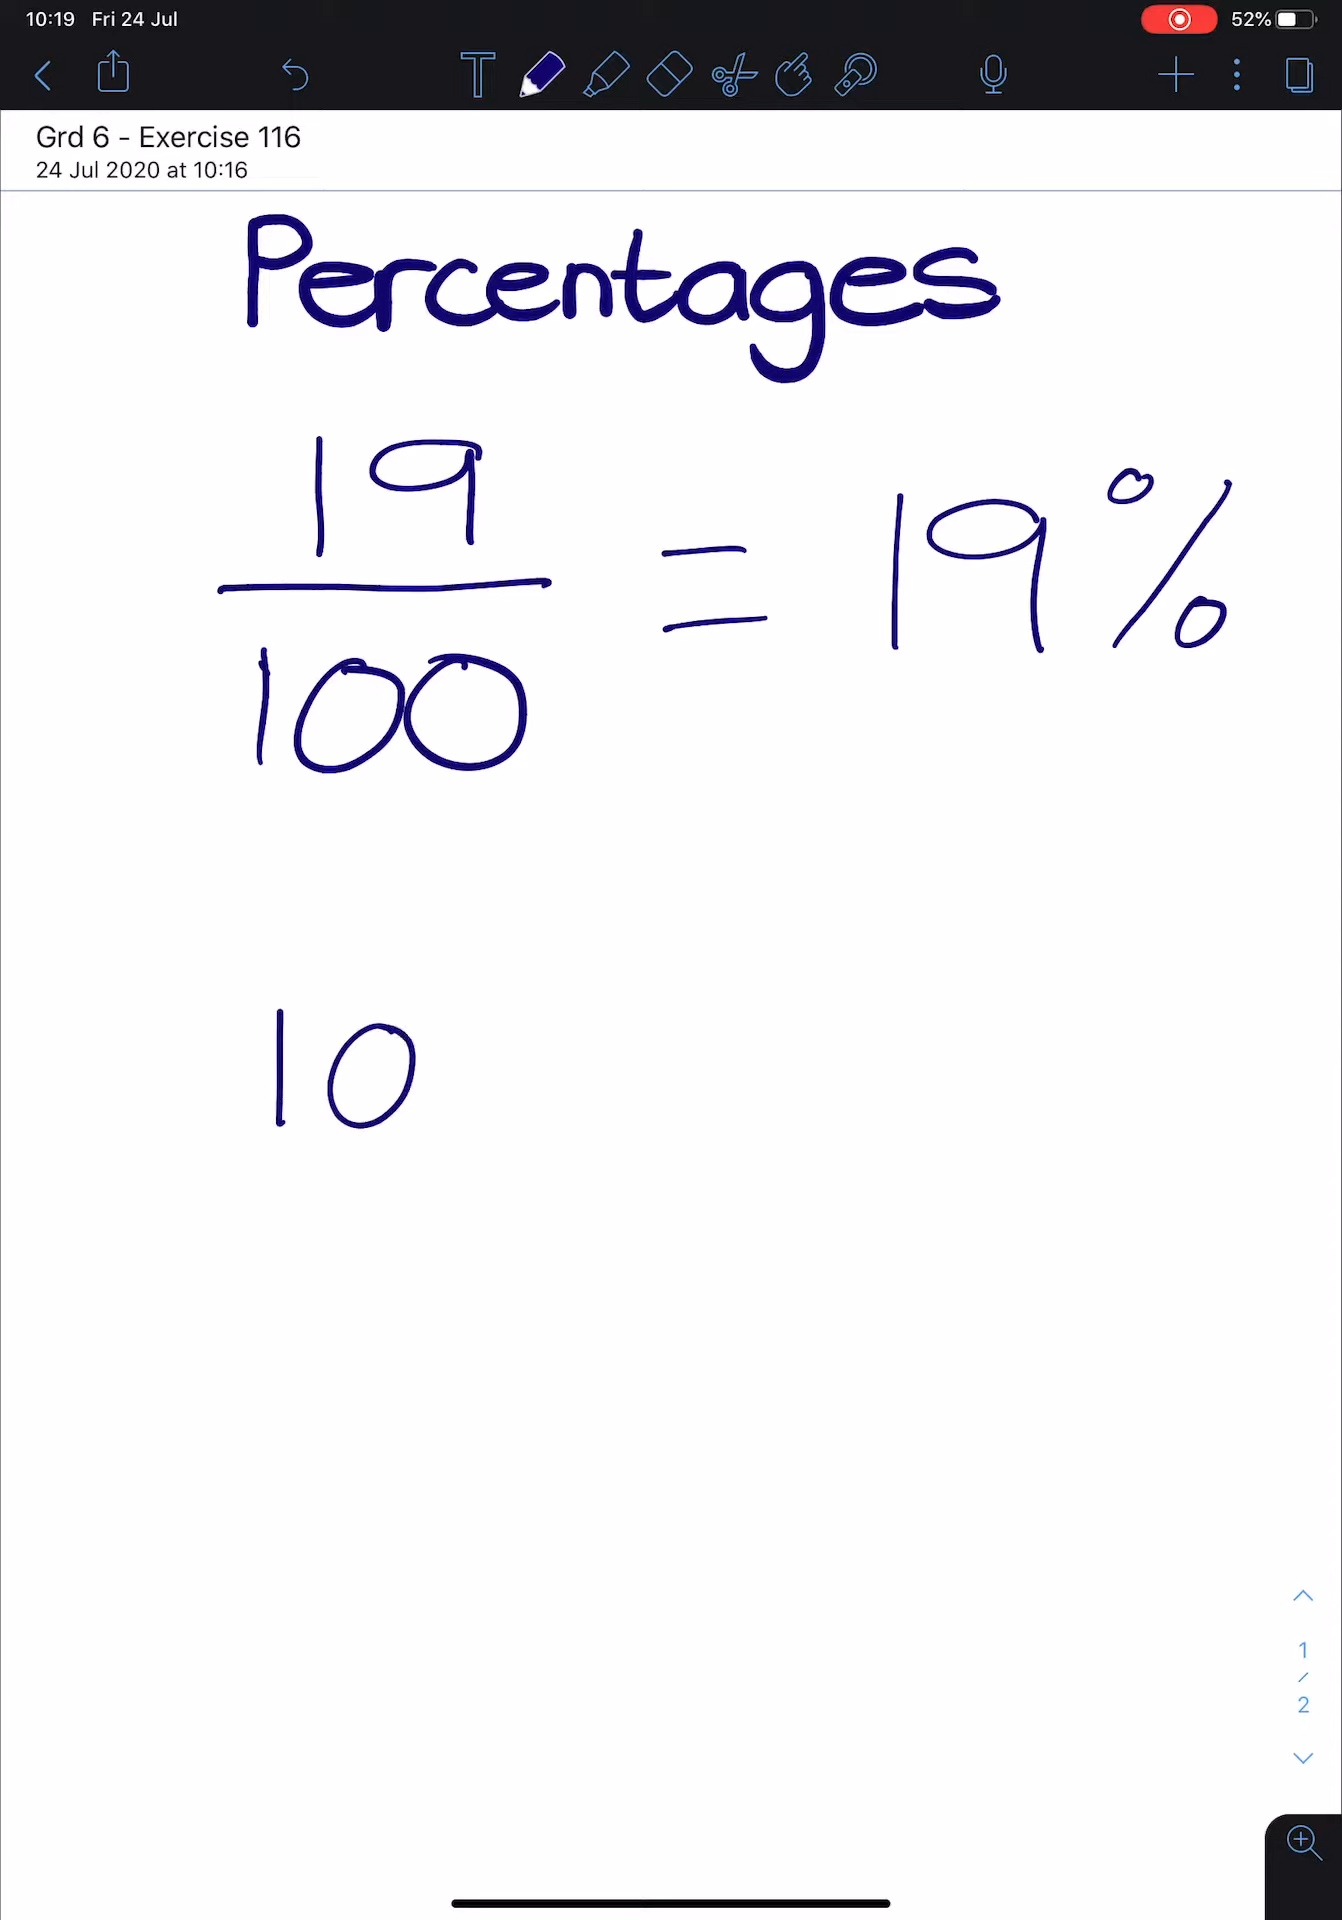 10:19 Fri 24 Jul 52%
T
Grd 6 - Exercise 116
24 Jul 2020 at 10:16
Percentages
19
—
100
= 19%
10
1
/
2